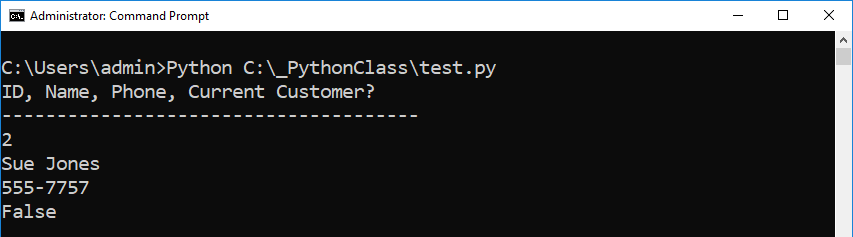 Administrator: Command Prompt
C:\Users\admin>Python C:\_PythonClass\test.py
ID, Name, Phone, Current Customer?
--------------------------------------
2
Sue Jones
555-7757
False